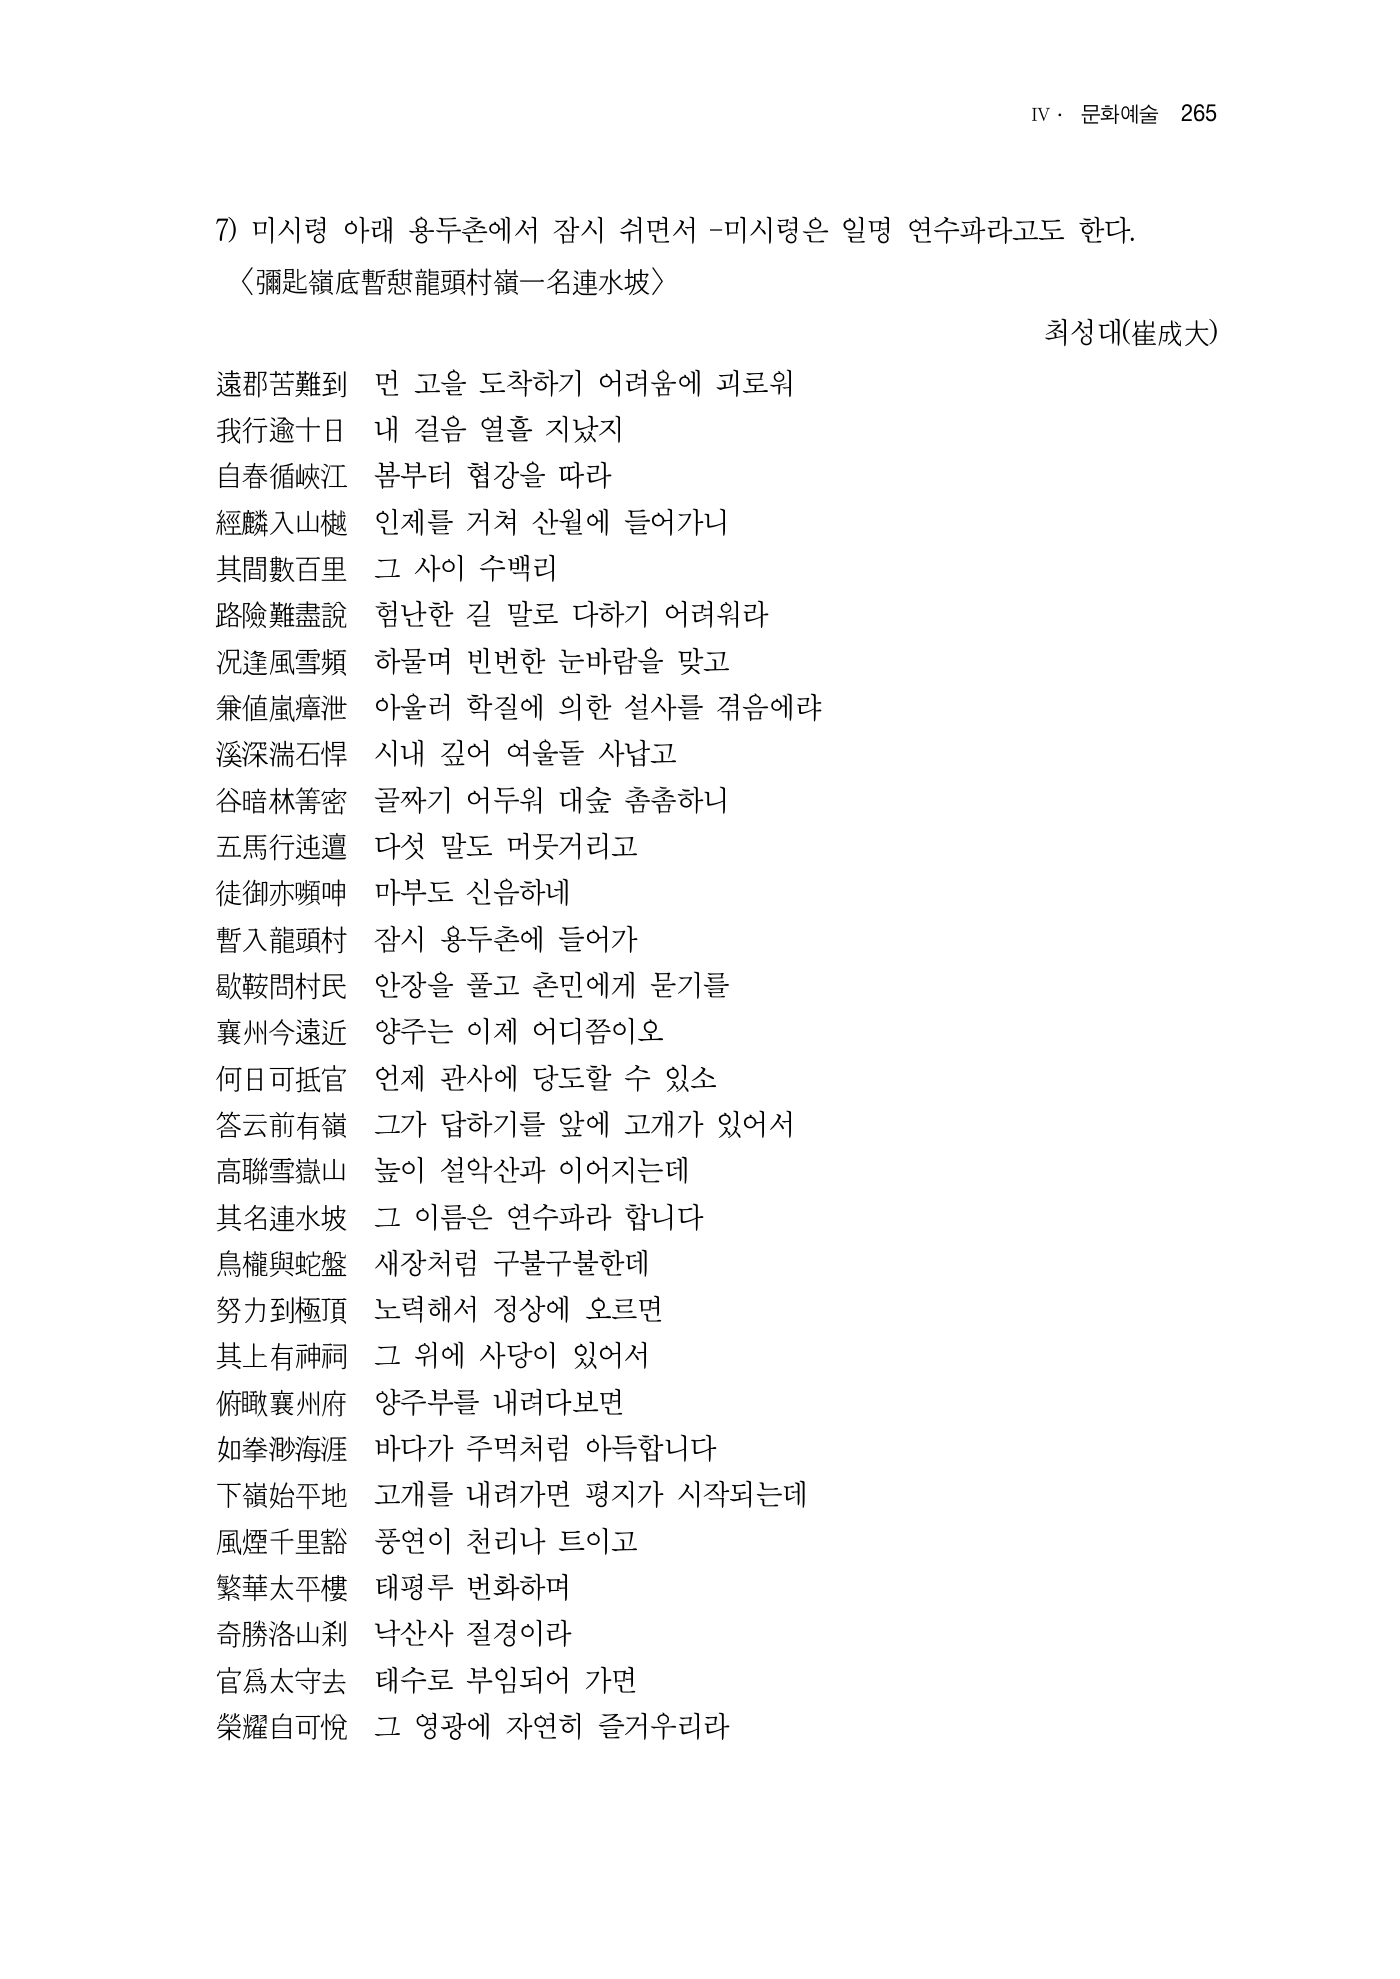 IV · 문화예술 265
7) 미시령 아래 용두촌에서 잠시 쉬면서 –미시령은 일명 연수파라고도 한다.
〈彌匙嶺底暫憇龍頭村嶺一名連水坡〉
최성대(崔成大)
遠郡苦難到 먼 고을 도착하기 어려움에 괴로워
我行逾十日 내 걸음 열흘 지났지
自春循峽江 봄부터 협강을 따라
經麟入山樾 인제를 거쳐 산월에 들어가니
其間數百里 그 사이 수백리
路險難盡說 험난한 길 말로 다하기 어려워라
况逢風雪頻 하물며 빈번한 눈바람을 맞고
兼値嵐瘴泄 아울러 학질에 의한 설사를 겪음에랴
溪深湍石悍 시내 깊어 여울돌 사납고
谷暗林篝密 골짜기 어두워 대숲 촘촘하니
五馬行迍邅 다섯 말도 머뭇거리고
徒御亦嚬呻 마부도 신음하네
暫入龍頭村 잠시 용두촌에 들어가
歇鞍問村民 안장을 풀고 촌민에게 묻기를
襄州今遠近 양주는 이제 어디쯤이오
何日可抵官 언제 관사에 당도할 수 있소
答云前有嶺 그가 답하기를 앞에 고개가 있어서
高聯雪嶽山 높이 설악산과 이어지는데
其名連水坡 그 이름은 연수파라 합니다
鳥櫳與蛇盤 새장처럼 구불구불한데
努力到極頂 노력해서 정상에 오르면
其上有神祠 그 위에 사당이 있어서
俯瞰襄州府 양주부를 내려다보면
如拳渺海涯 바다가 주먹처럼 아득합니다
下嶺始平地 고개를 내려가면 평지가 시작되는데
風煙千里豁 풍연이 천리나 트이고
繁華太平樓 태평루 번화하며
奇勝洛山刹 낙산사 절경이라
官爲太守去 태수로 부임되어 가면
榮耀自可悅 그 영광에 자연히 즐거우리라